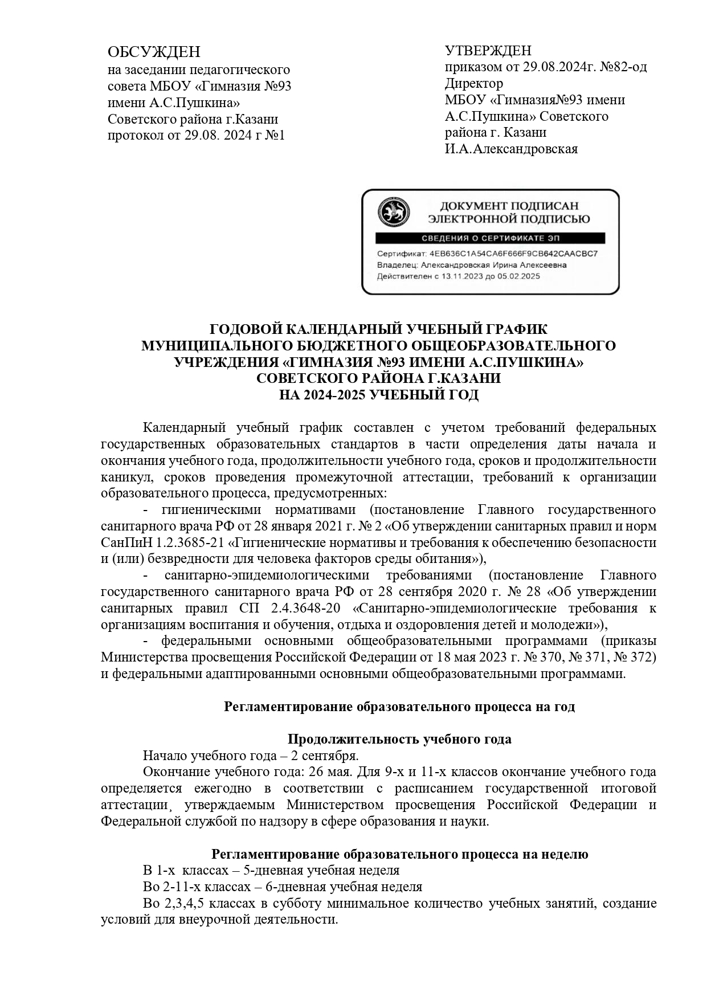 ОБСУЖДЕН
на заседании педагогического
совета МБОУ «Гимназия №93
имени А.С.Пушкина»
Советского района г.Казани
протокол от 29.08. 2024 г №1
УТВЕРЖДЕН
приказом от 29.08.2024г. №82-од
Директор
МБОУ «Гимназия№93 имени
А.С.Пушкина» Советского
района г. Казани
И.А.Александровская
ДОКУМЕНТ ПОДПИСАН
ЭЛЕКТРОННОЙ ПОДПИСЬЮ
СВЕДЕНИЯ О СЕРТИФИКАТЕ ЭП
Сертификат: 4EB636C1A54CA6F666F9CB642CAACBC7
Владелец: Александровская Ирина Алексеевна
Действителен с 13.11.2023 до 05.02.2025
ГОДОВОЙ КАЛЕНДАРНЫЙ УЧЕБНЫЙ ГРАФИК
МУНИЦИПАЛЬНОГО БЮДЖЕТНОГО ОБЩЕОБРАЗОВАТЕЛЬНОГО
УЧРЕЖДЕНИЯ «ГИМНАЗИЯ №93 ИМЕНИ А.С.ПУШКИНА»
СОВЕТСКОГО РАЙОНА Г.КАЗАНИ
НА 2024-2025 УЧЕБНЫЙ ГОД
Календарный учебный график составлен с учетом требований федеральных
государственных образовательных стандартов в части определения даты начала и
окончания учебного года, продолжительности учебного года, сроков и продолжительности
каникул, сроков проведения промежуточной аттестации, требований к организации
образовательного процесса, предусмотренных:
- гигиеническими нормативами (постановление Главного государственного
санитарного врача РФ от 28 января 2021 г. № 2 «Об утверждении санитарных правил и норм
СанПиН 1.2.3685-21 «Гигиенические нормативы и требования к обеспечению безопасности
и (или) безвредности для человека факторов среды обитания»),
- санитарно-эпидемиологическими требованиями (постановление Главного
государственного санитарного врача РФ от 28 сентября 2020 г. № 28 «Об утверждении
санитарных правил СП 2.4.3648-20 «Санитарно-эпидемиологические требования к
организациям воспитания и обучения, отдыха и оздоровления детей и молодежи»),
- федеральными основными общеобразовательными программами (приказы
Министерства просвещения Российской Федерации от 18 мая 2023 г. № 370, № 371, № 372)
и федеральными адаптированными основными общеобразовательными программами.
Регламентирование образовательного процесса на год
Продолжительность учебного года
Начало учебного года – 2 сентября.
Окончание учебного года: 26 мая. Для 9-х и 11-х классов окончание учебного года
определяется ежегодно в соответствии с расписанием государственной итоговой
аттестации¸ утверждаемым Министерством просвещения Российской Федерации и
Федеральной службой по надзору в сфере образования и науки.
Регламентирование образовательного процесса на неделю
В 1-х классах – 5-дневная учебная неделя
Во 2-11-х классах – 6-дневная учебная неделя
Во 2,3,4,5 классах в субботу минимальное количество учебных занятий, создание
условий для внеурочной деятельности.